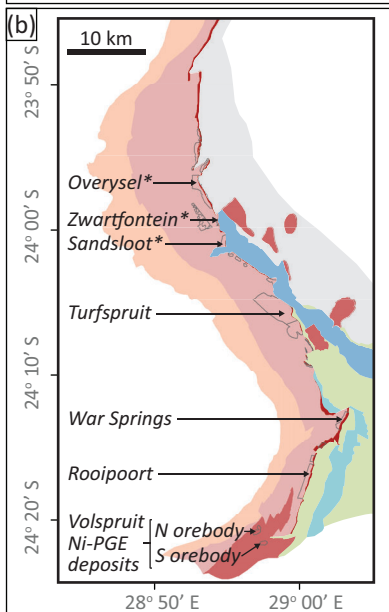 (b)
10 km
23° 50' S
Overysel*
Zwartfontein*
24° 00' S
Sandsloot*
Turfspruit
24° 10' S
War Springs
Rooipoort
24° 20' S
Volspruit
Ni-PGE
deposits
N orebody
S orebody
28° 50' E
29° 00' E